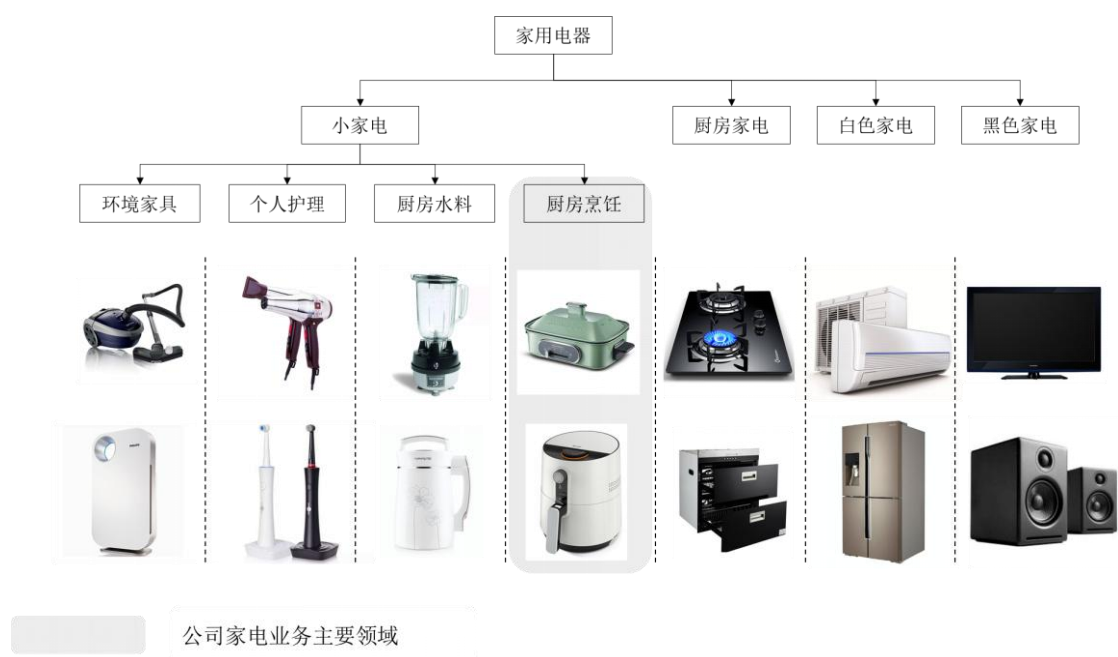 家用电器
小家电
厨房家电
白色家电
黑色家电
环境家具
个人护理
厨房水料
厨房烹饪
公司家电业务主要领域